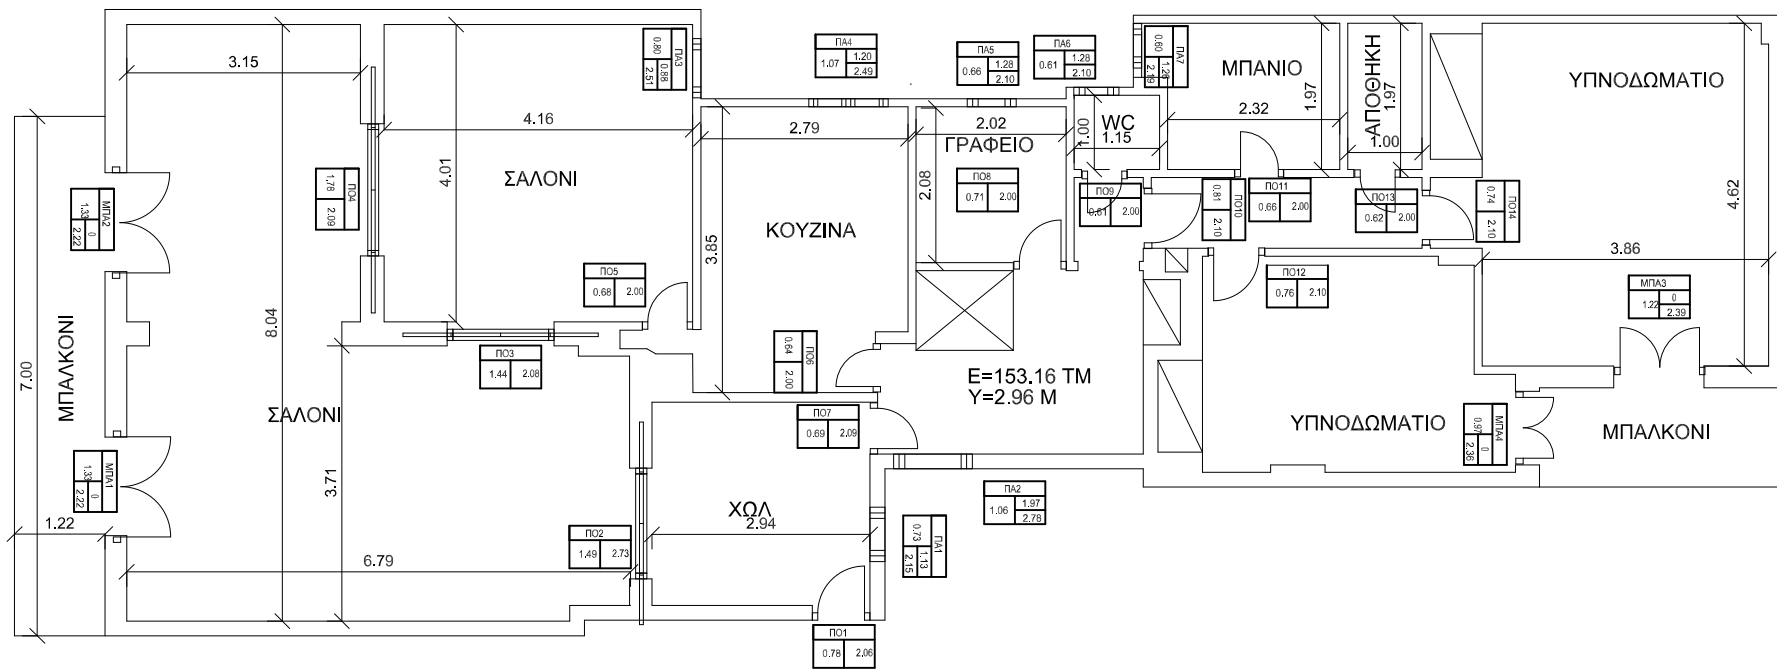 ΠΑ4
1.07 1.20
2.49
ΠΑ5
0.66 1.28
2.10
ΠΑ6
0.61 1.28
2.10
ΠΑ3
0.80 0.88
2.51
ΠΑ7
0.60 1.26
2.19
3.15
4.16
2.79
2.02
ΓΡΑΦΕΙΟ
WC
1.15
1.00
ΜΠΑΝΙΟ
2.32
1.97
ΑΠΟΘΗΚΗ
1.97
1.00
ΥΠΝΟΔΩΜΑΤΙΟ
4.62
3.86
ΣΑΛΟΝΙ
4.01
ΠΟ4
1.78 2.09
ΜΠΑ2
1.33 0
2.22
ΠΟ8
0.71 2.00
2.08
ΠΟ9
0.61 2.00
ΠΟ10
0.81 2.10
ΠΟ11
0.66 2.00
ΠΟ13
0.62 2.00
ΠΟ14
0.74 2.10
ΚΟΥΖΙΝΑ
3.85
ΠΟ5
0.68 2.00
ΠΟ12
0.76 2.10
ΜΠΑ3
1.22 0
2.39
8.04
7.00
ΜΠΑΛΚΟΝΙ
ΠΟ3
1.44 2.08
ΠΟ6
0.64 2.00
Ε=153.16 ΤΜ
Υ=2.96 Μ
ΣΑΛΟΝΙ
3.71
ΠΟ7
0.69 2.09
ΥΠΝΟΔΩΜΑΤΙΟ
ΜΠΑ4
0.97 0
2.36
ΜΠΑΛΚΟΝΙ
ΜΠΑ1
1.33 0
2.22
1.22
6.79
ΠΟ2
1.49 2.73
ΧΩΛ
2.94
ΠΑ1
0.73 1.13
2.15
ΠΑ2
1.06 1.97
2.78
ΠΟ1
0.78 2.06